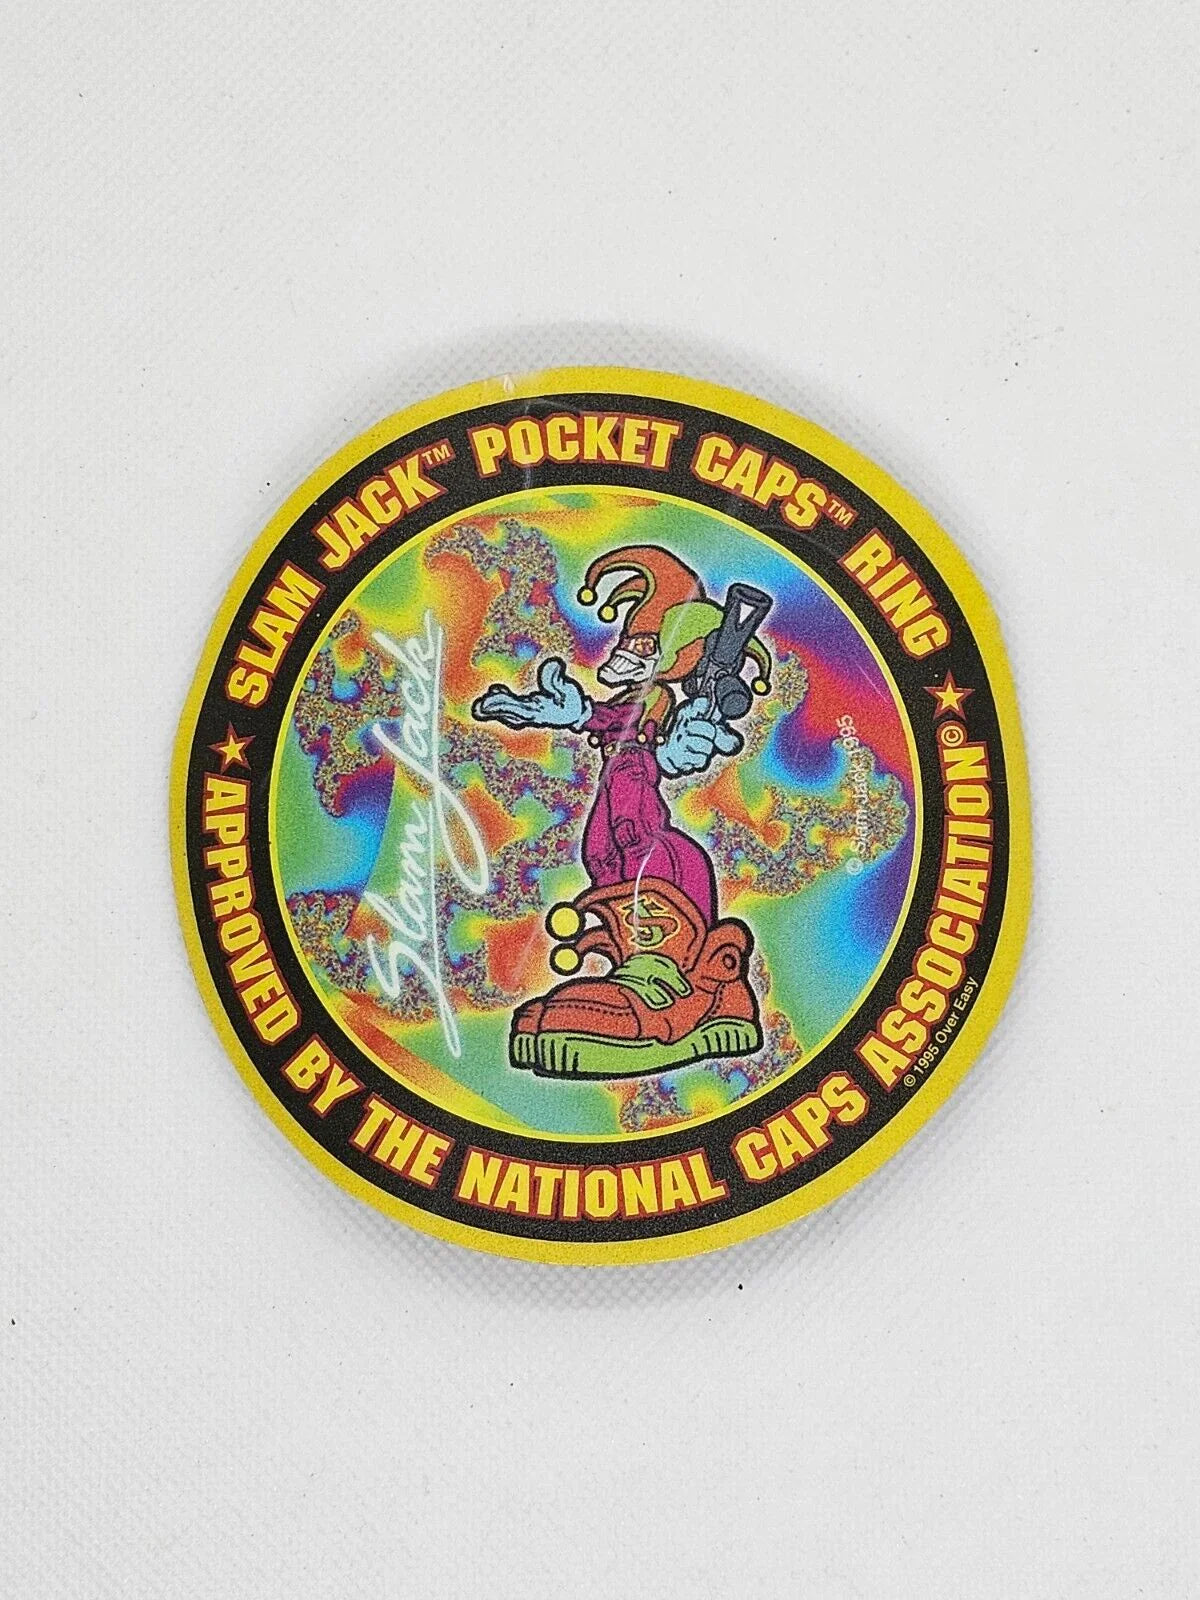 SLAM JACK™ POCKET CAPS™ RING
★ APPROVED BY THE NATIONAL CAPS ASSOCIATION© ★
Slam Jack
© Slam Jack 1995
S
© 1995 Over Easy